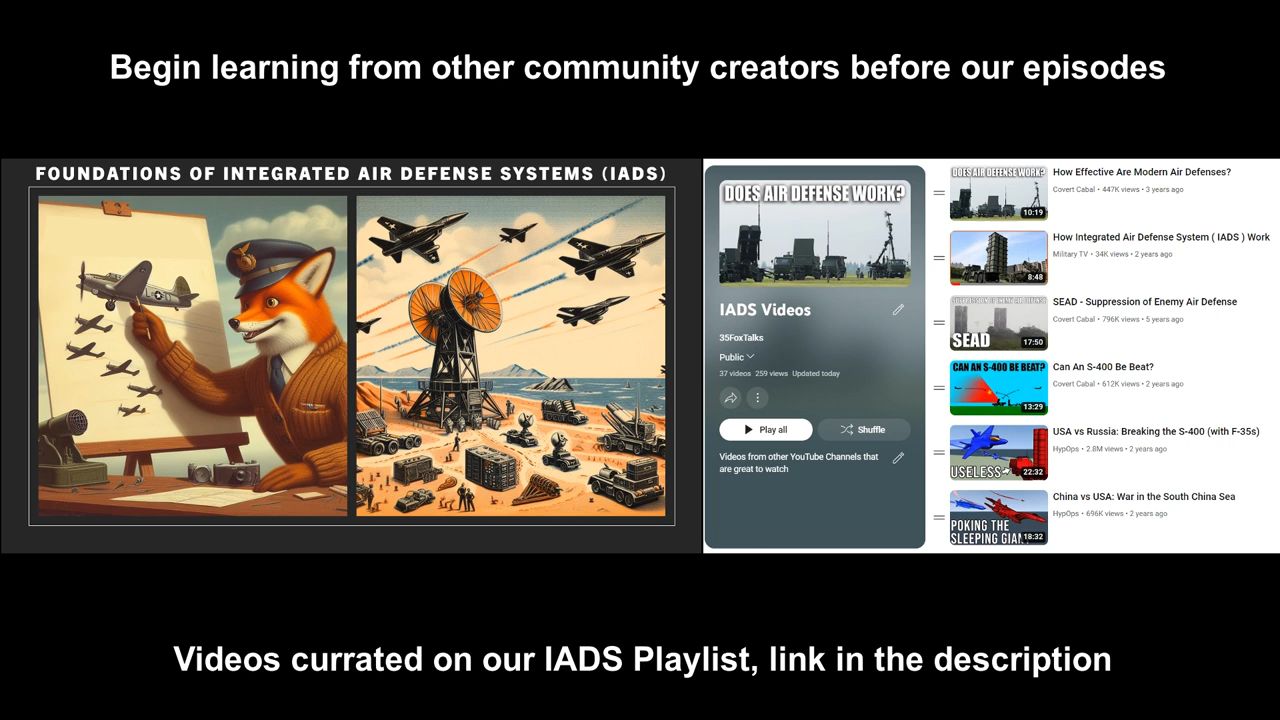 Begin learning from other community creators before our episodes
FOUNDATIONS OF INTEGRATED AIR DEFENSE SYSTEMS (IADS)
DOES AIR DEFENSE WORK?
IADS Videos
35FoxTalks
Public
37 videos 259 views Updated today
Play all
Shuffle
Videos from other YouTube Channels that
are great to watch
DOES AIR DEFENSE WORK?
10:19
How Effective Are Modern Air Defenses?
Covert Cabal • 447K views • 3 years ago
8:48
How Integrated Air Defense System ( IADS ) Work
Military TV • 34K views • 2 years ago
SUPPRESSION OF ENEMY AIR DEFENSE
SEAD
17:50
SEAD - Suppression of Enemy Air Defense
Covert Cabal • 796K views • 5 years ago
CAN AN S-400 BE BEAT?
13:29
Can An S-400 Be Beat?
Covert Cabal • 612K views • 2 years ago
USELESS
22:32
USA vs Russia: Breaking the S-400 (with F-35s)
HypOps • 2.8M views • 2 years ago
POKING THE
SLEEPING GIAN
18:32
China vs USA: War in the South China Sea
HypOps • 696K views • 2 years ago
Videos currated on our IADS Playlist, link in the description